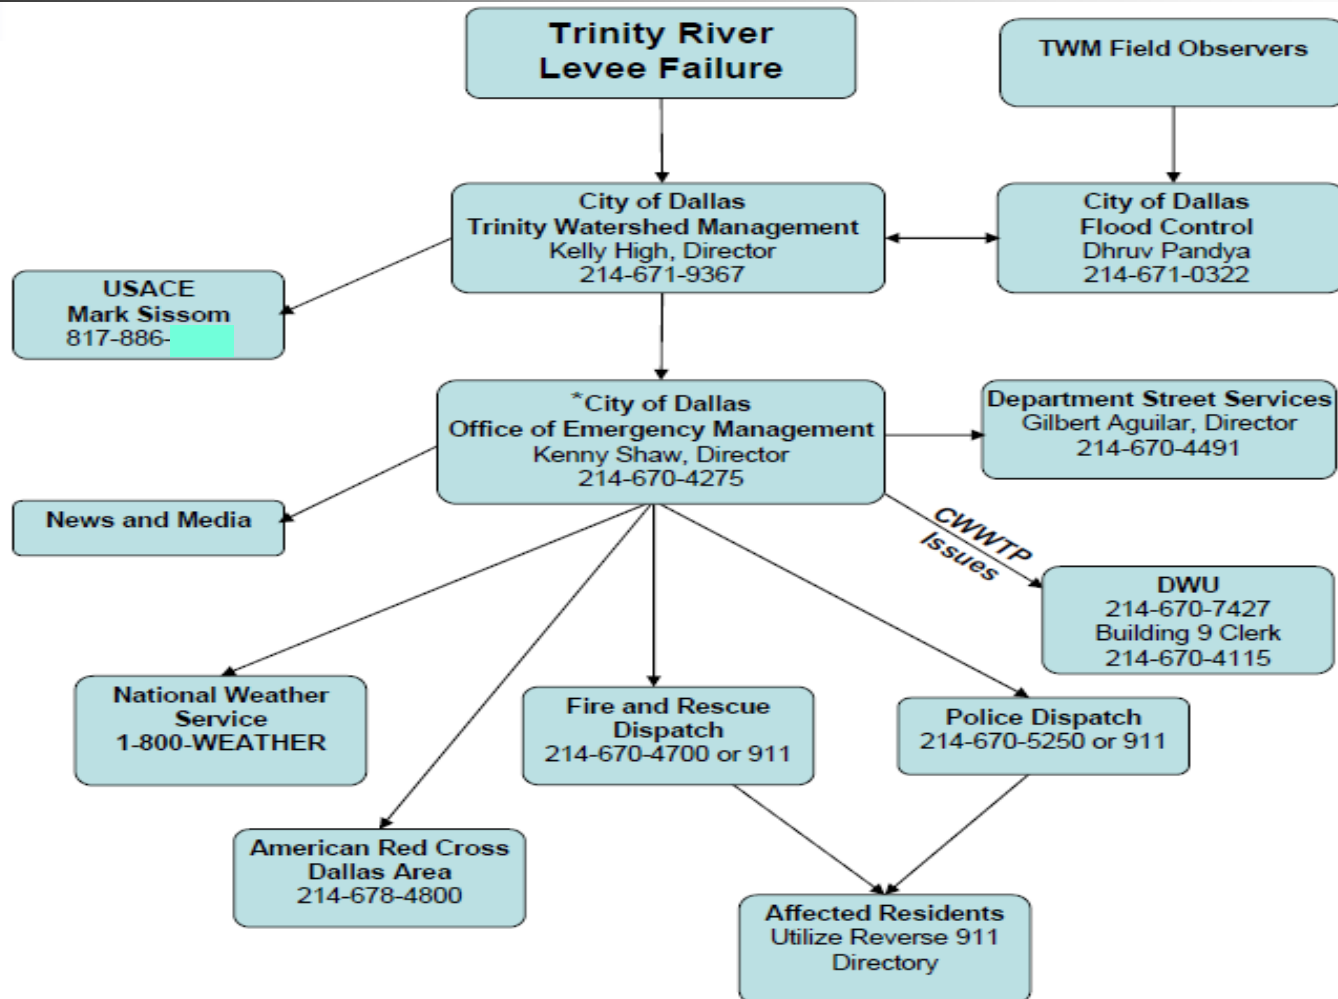 Trinity River
Levee Failure
TWM Field Observers
City of Dallas
Trinity Watershed Management
Kelly High, Director
214-671-9367
City of Dallas
Flood Control
Dhruv Pandya
214-671-0322
USACE
Mark Sissom
817-886-
*City of Dallas
Office of Emergency Management
Kenny Shaw, Director
214-670-4275
Department Street Services
Gilbert Aguilar, Director
214-670-4491
News and Media
CWWTP
Issues
DWU
214-670-7427
Building 9 Clerk
214-670-4115
National Weather
Service
1-800-WEATHER
Fire and Rescue
Dispatch
214-670-4700 or 911
Police Dispatch
214-670-5250 or 911
American Red Cross
Dallas Area
214-678-4800
Affected Residents
Utilize Reverse 911
Directory